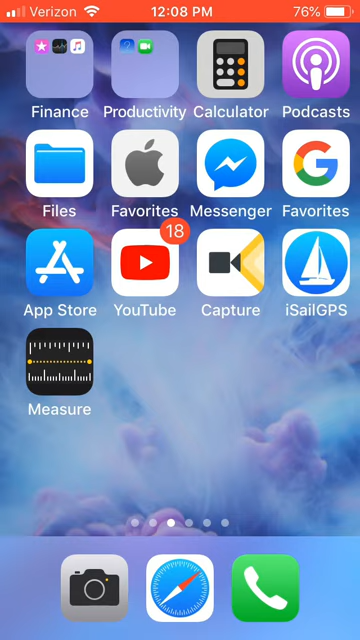 Verizon 12:08 PM 76%
Finance Productivity Calculator Podcasts
Files Favorites Messenger Favorites
18
App Store YouTube Capture iSailGPS
Measure